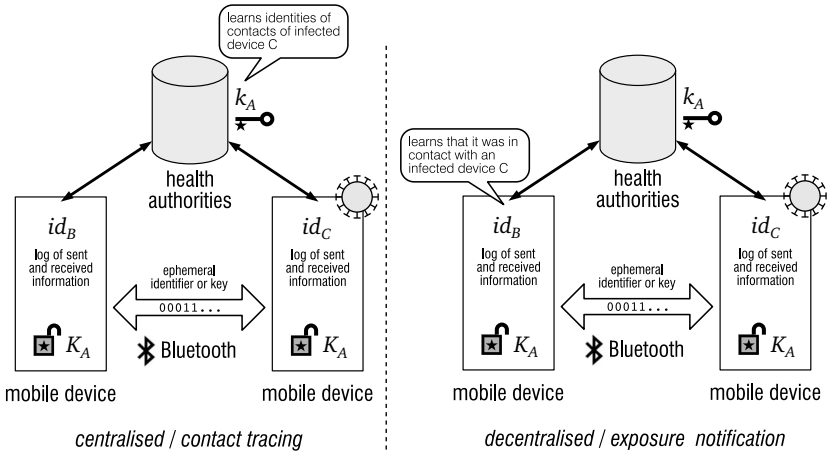 learns identities of
contacts of infected
device C
k_A
health
authorities
id_B
log of sent
and received
information
K_A
mobile device
ephemeral
identifier or key
00011...
Bluetooth
id_C
log of sent
and received
information
K_A
mobile device
centralised / contact tracing
learns that it was in
contact with an
infected device C
k_A
health
authorities
id_B
log of sent
and received
information
K_A
mobile device
ephemeral
identifier or key
00011...
Bluetooth
id_C
log of sent
and received
information
K_A
mobile device
decentralised / exposure notification